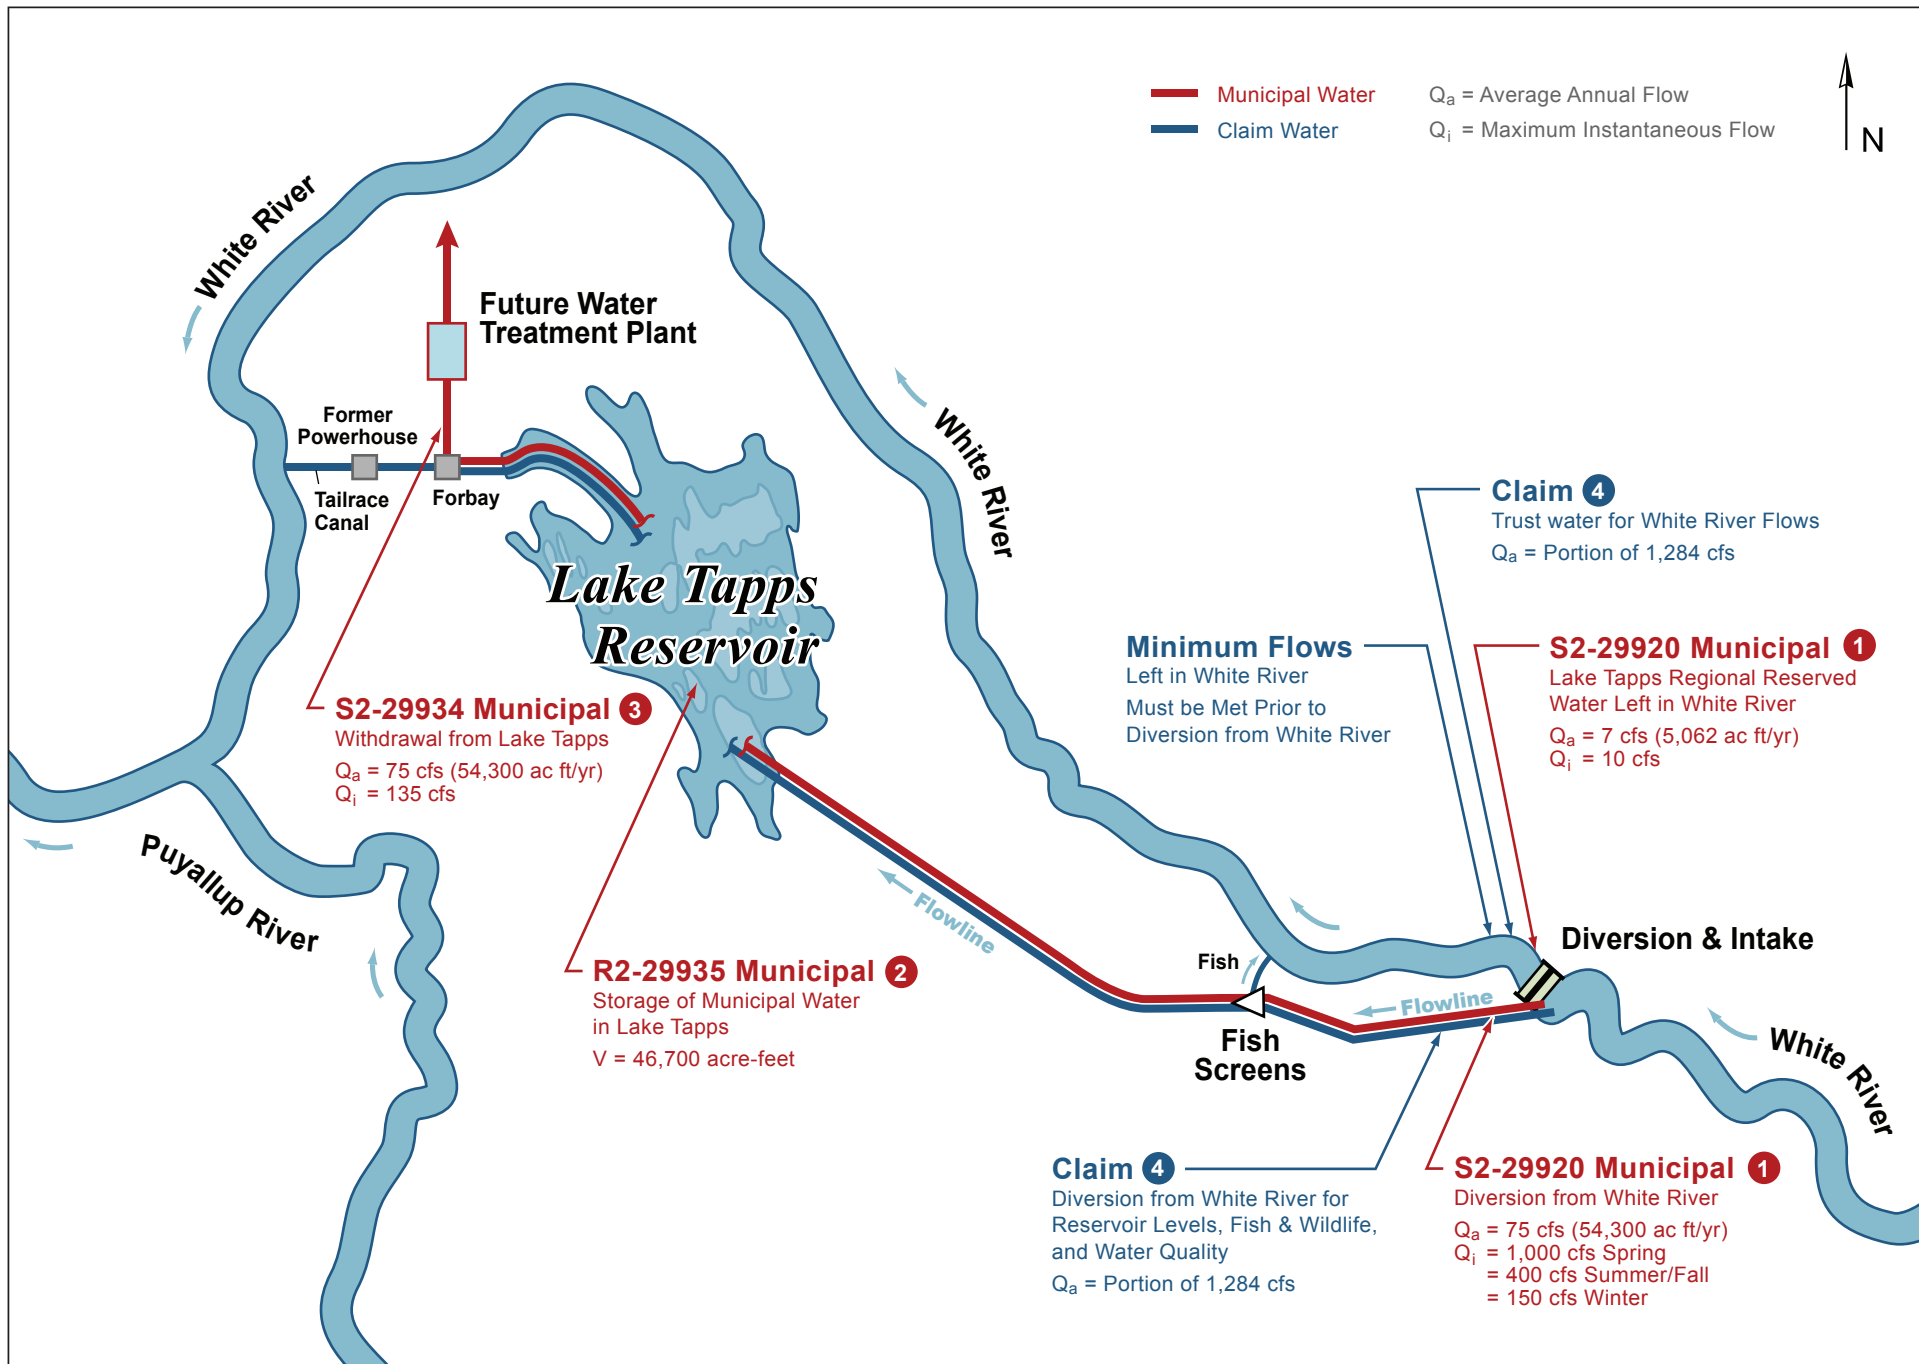 Municipal Water
Claim Water
Qa = Average Annual Flow
Qi = Maximum Instantaneous Flow
N
White River
Future Water
Treatment Plant
Former
Powerhouse
Tailrace
Canal
Forbay
White River
Lake Tapps
Reservoir
Claim 4
Trust water for White River Flows
Qa = Portion of 1,284 cfs
Minimum Flows
Left in White River
Must be Met Prior to
Diversion from White River
S2-29920 Municipal 1
Lake Tapps Regional Reserved
Water Left in White River
Qa = 7 cfs (5,062 ac ft/yr)
Qi = 10 cfs
S2-29934 Municipal 3
Withdrawal from Lake Tapps
Qa = 75 cfs (54,300 ac ft/yr)
Qi = 135 cfs
Puyallup River
Flowline
R2-29935 Municipal 2
Storage of Municipal Water
in Lake Tapps
V = 46,700 acre-feet
Fish
Diversion & Intake
Flowline
Fish
Screens
White River
Claim 4
Diversion from White River for
Reservoir Levels, Fish & Wildlife,
and Water Quality
Qa = Portion of 1,284 cfs
S2-29920 Municipal 1
Diversion from White River
Qa = 75 cfs (54,300 ac ft/yr)
Qi = 1,000 cfs Spring
= 400 cfs Summer/Fall
= 150 cfs Winter